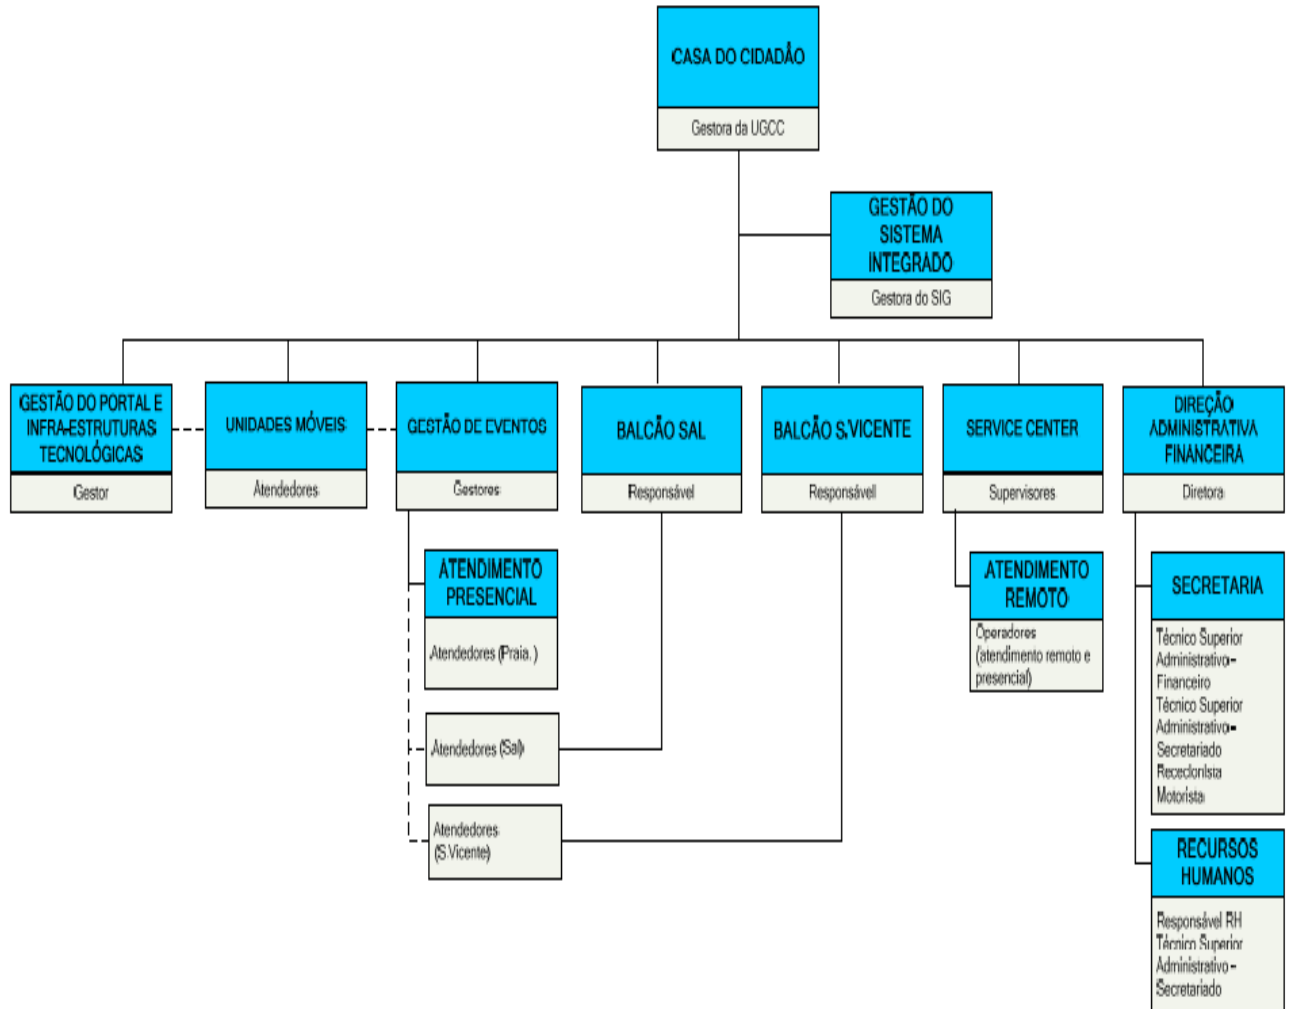 CASA DO CIDADÃO
Gestora da UGCC
GESTÃO DO
SISTEMA
INTEGRADO
Gestora do SIG
GESTÃO DO PORTAL E
INFRA-ESTRUTURAS
TECNOLÓGICAS
Gestor
UNIDADES MÓVEIS
Atendedores
GESTÃO DE EVENTOS
Gestores
BALCÃO SAL
Responsável
BALCÃO S.VICENTE
Responsável
SERVICE CENTER
Supervisores
DIREÇÃO
ADMINISTRATIVA
FINANCEIRA
Diretora
ATENDIMENTO
PRESENCIAL
Atendedores (Praia. )
Atendedores (Sal)
Atendedores
(S.Vicente)
ATENDIMENTO
REMOTO
Operadores
(atendimento remoto e
presencial)
SECRETARIA
Técnico Superior
Administrativo-
Financeiro
Técnico Superior
Administrativo-
Secretariado
Rececionista
Motorista
RECURSOS
HUMANOS
Responsável RH
Técnico Superior
Administrativo -
Secretariado